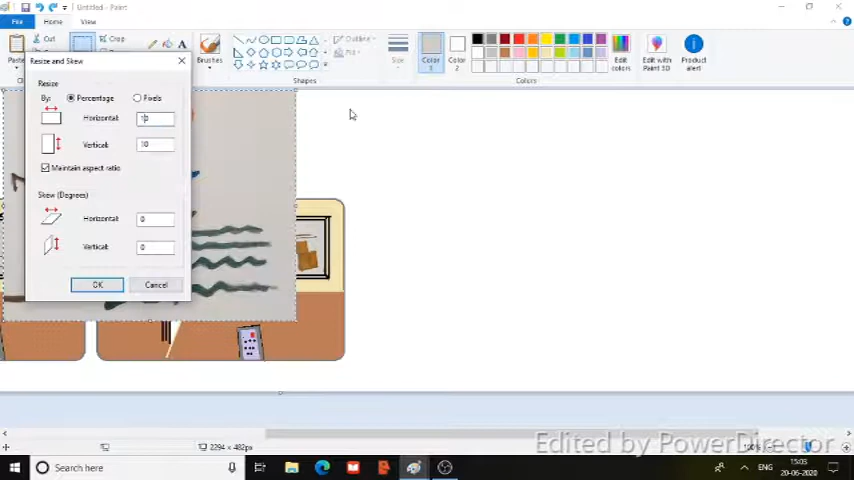 Untitled - Paint
File
Home
View
Cut
Crop
Paste
Brushes
Outline
Fill
Shapes
Size
Color 1
Color 2
Edit colors
Edit with Paint 3D
Product alert
Colors
Resize and Skew
Resize
By:
Percentage
Pixels
Horizontal:
10
Vertical:
10
Maintain aspect ratio
Skew (Degrees)
Horizontal:
0
Vertical:
0
OK
Cancel
2294 × 482px
100%
Edited by PowerDirector
Search here
ENG
15:03
20-06-2020